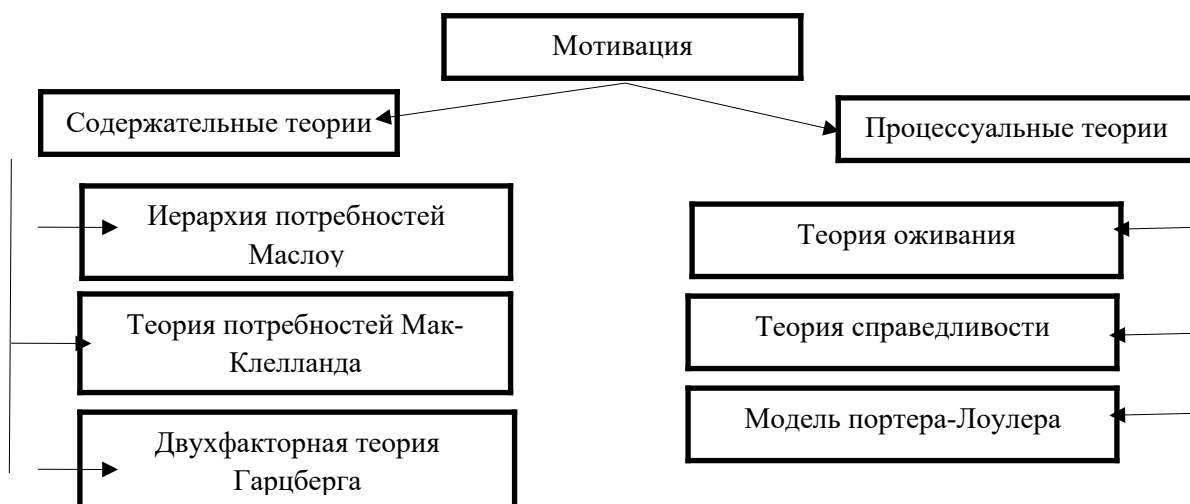 Мотивация
Содержательные теории
Процессуальные теории
Иерархия потребностей
Маслоу
Теория оживания
Теория потребностей Мак-
Клелланда
Теория справедливости
Двухфакторная теория
Гарцберга
Модель портера-Лоулера